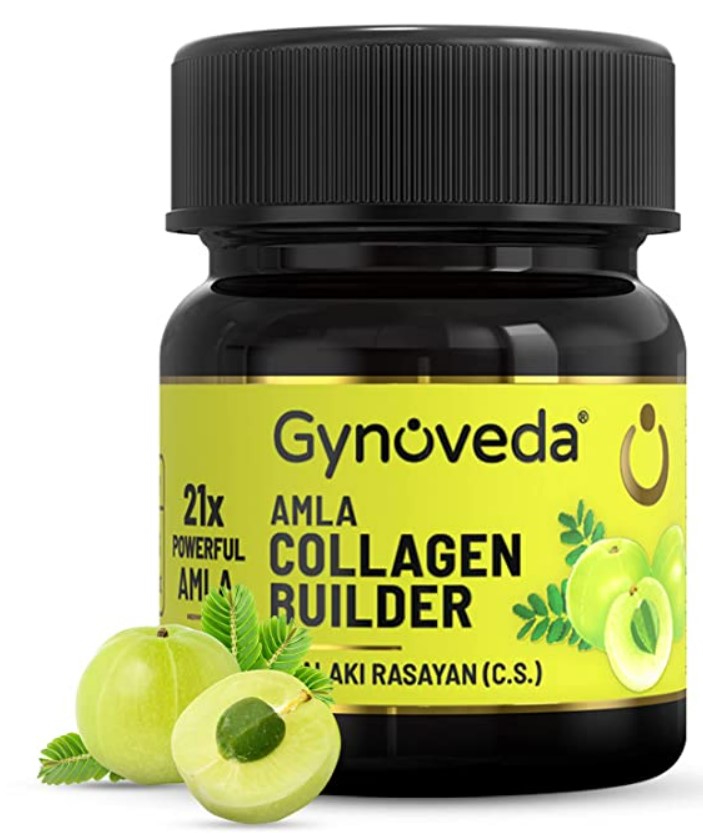 Gynoveda®
21x
POWERFUL
AMLA
AMLA
COLLAGEN
BUILDER
RASAYAN (C.S.)